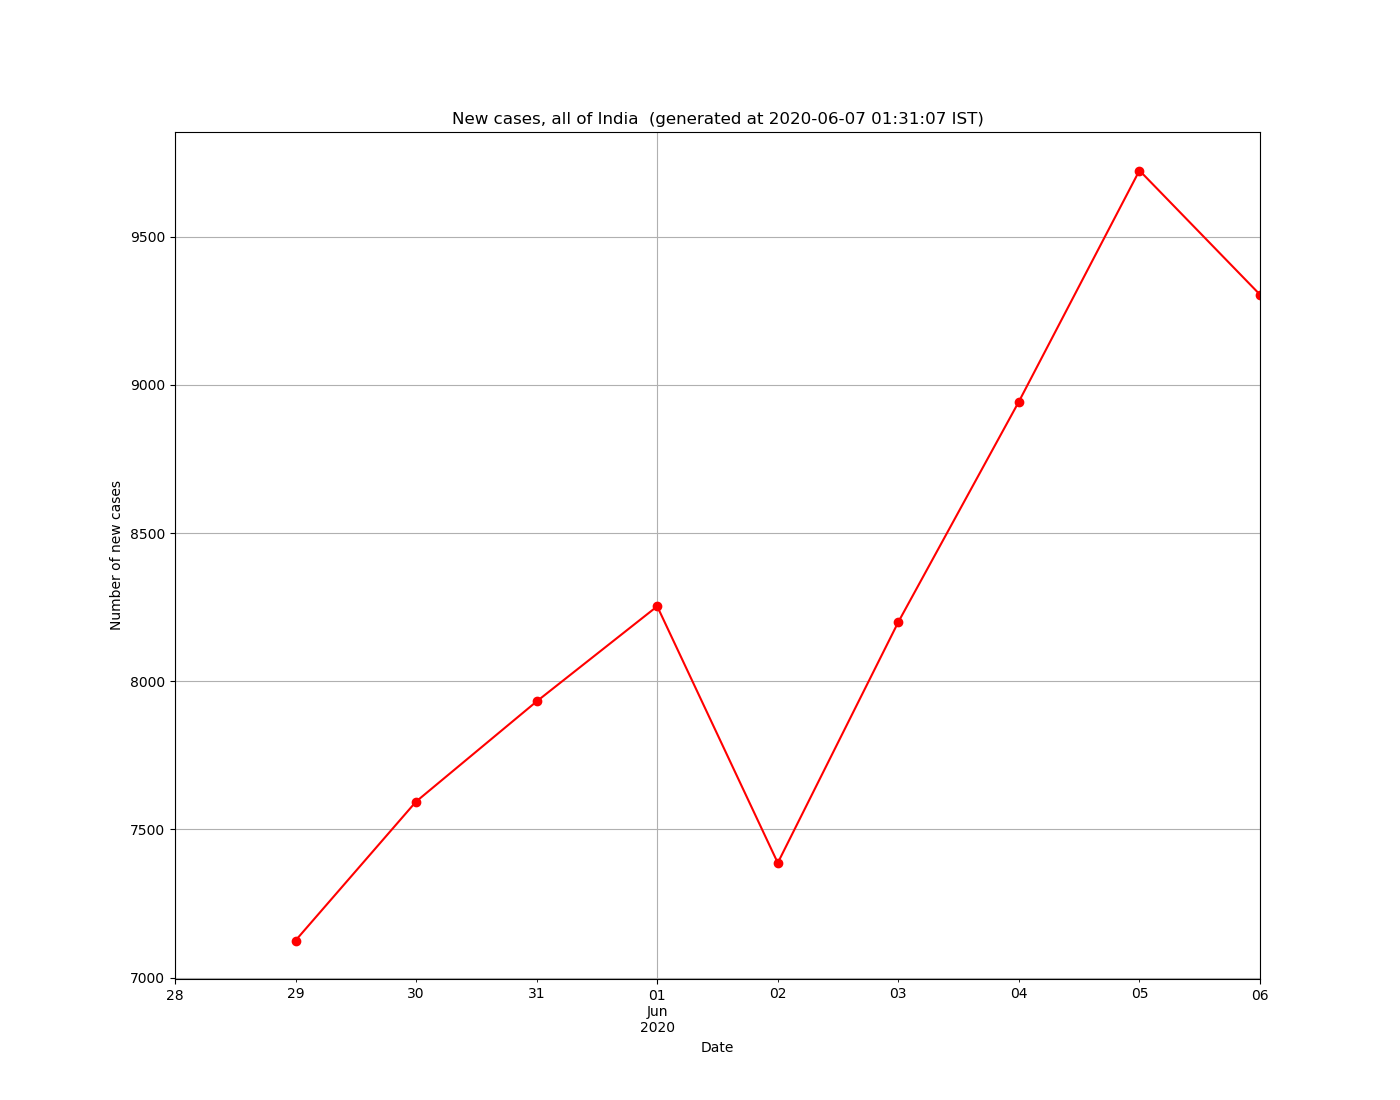 New cases, all of India  (generated at 2020-06-07 01:31:07 IST)
9500
9000
8500
8000
7500
7000
Number of new cases
28 29 30 31 01 02 03 04 05 06
Jun
2020
Date